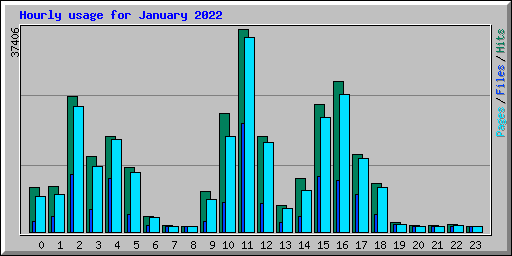 Hourly usage for January 2022
37406
Pages/Files/Hits
0 1 2 3 4 5 6 7 8 9 10 11 12 13 14 15 16 17 18 19 20 21 22 23